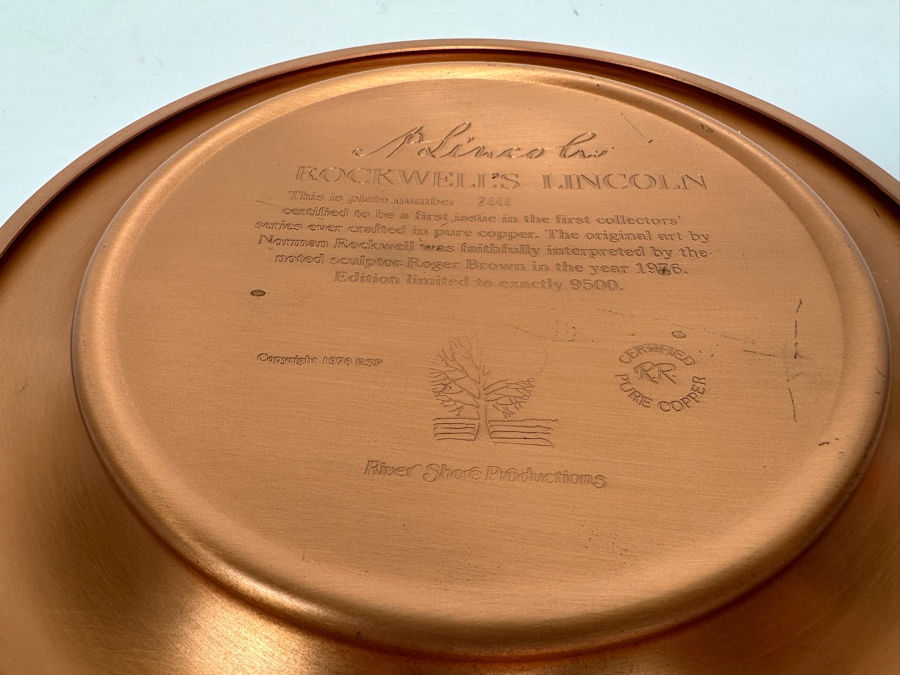 A Lincoln
ROCKWELL'S LINCOLN
This is plate number 2444
certified to be a first issue in the first collectors'
series ever crafted in pure copper. The original art by
Norman Rockwell was faithfully interpreted by the
noted sculptor Roger Brown in the year 1976.
Edition limited to exactly 9500.
Copyright 1976 RSP
CERTIFIED
R.R.
PURE COPPER
River Shore Productions